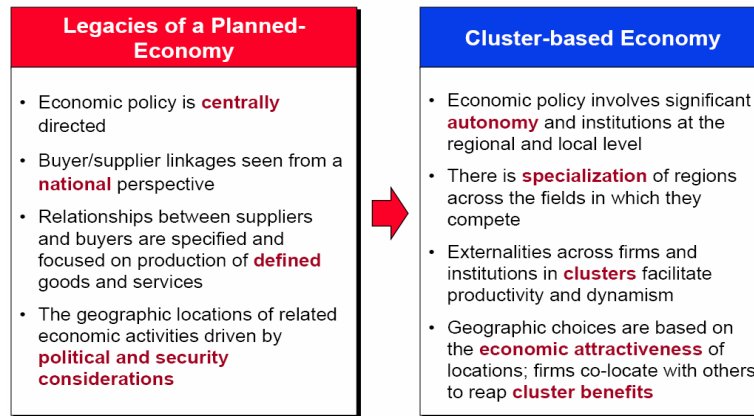 Legacies of a Planned-
Economy
• Economic policy is centrally
directed
• Buyer/supplier linkages seen from a
national perspective
• Relationships between suppliers
and buyers are specified and
focused on production of defined
goods and services
• The geographic locations of related
economic activities driven by
political and security
considerations
Cluster-based Economy
• Economic policy involves significant
autonomy and institutions at the
regional and local level
• There is specialization of regions
across the fields in which they
compete
• Externalities across firms and
institutions in clusters facilitate
productivity and dynamism
• Geographic choices are based on
the economic attractiveness of
locations; firms co-locate with others
to reap cluster benefits